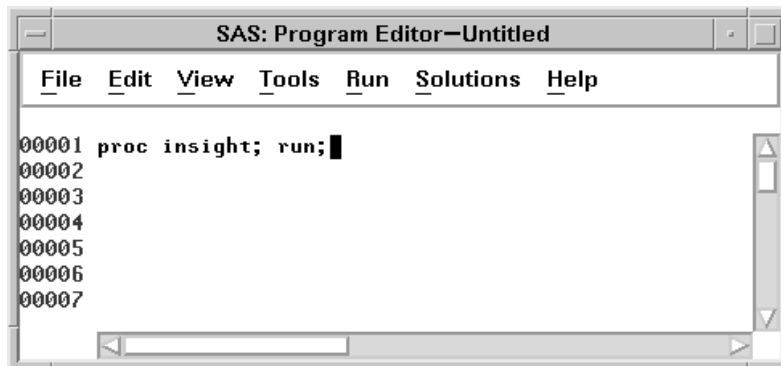 SAS: Program Editor—Untitled
File Edit View Tools Run Solutions Help
00001 proc insight; run;
00002
00003
00004
00005
00006
00007